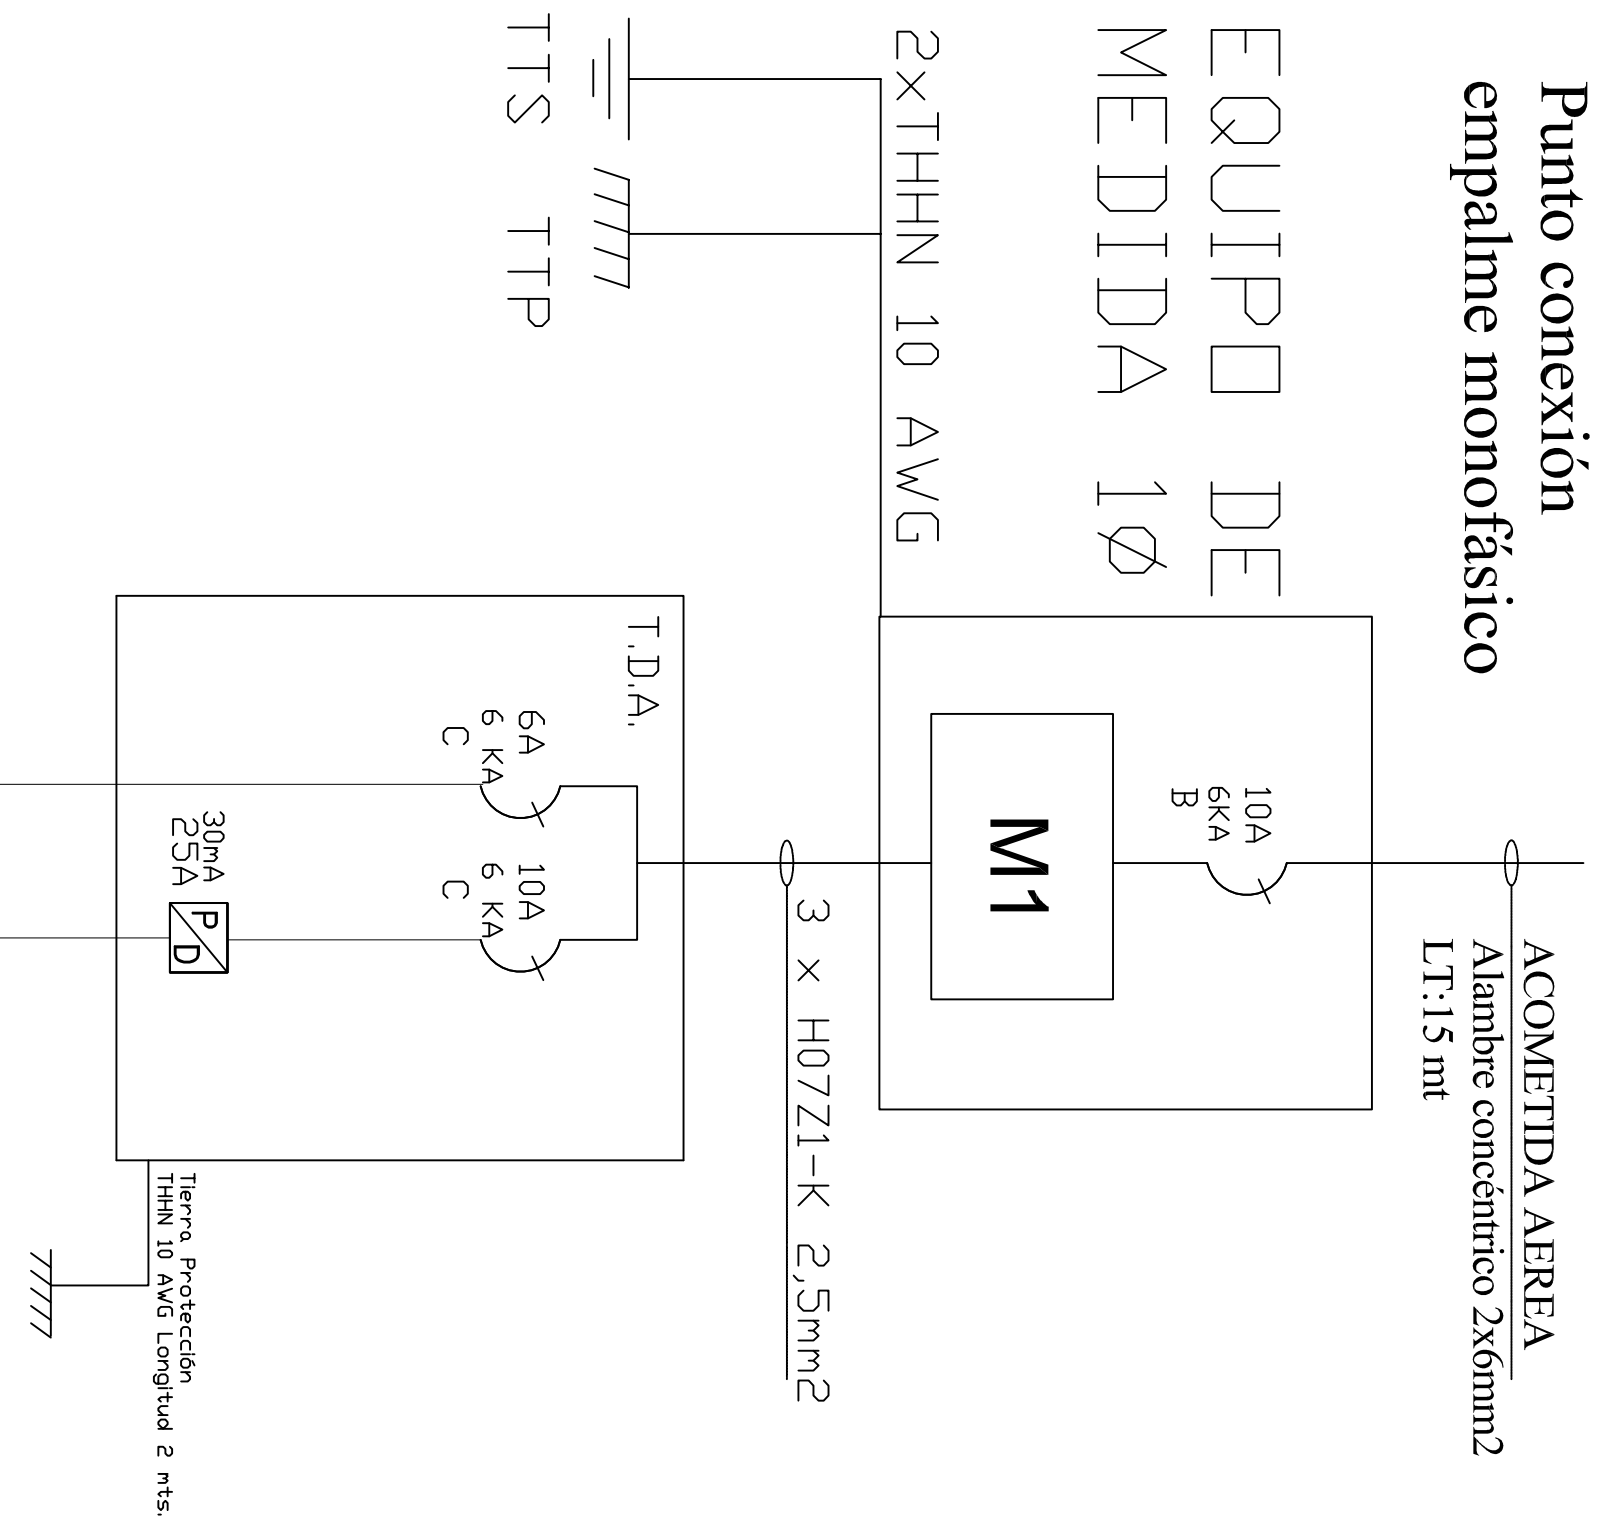 Punto conexión
empalme monofásico
ACOMETIDA AEREA
Alambre concéntrico 2x6mm2
LT:15 mt
EQUIPO DE
MEDIDA 1Ø
10A
6KA
B
M1
2xTHHN 10 AWG
TTS TTP
3 x H07Z1-K 2,5mm2
T.D.A.
6A
6 KA
C
10A
6 KA
C
30mA
25A
P/D
Tierra Protección
THHN 10 AWG Longitud 2 mts.